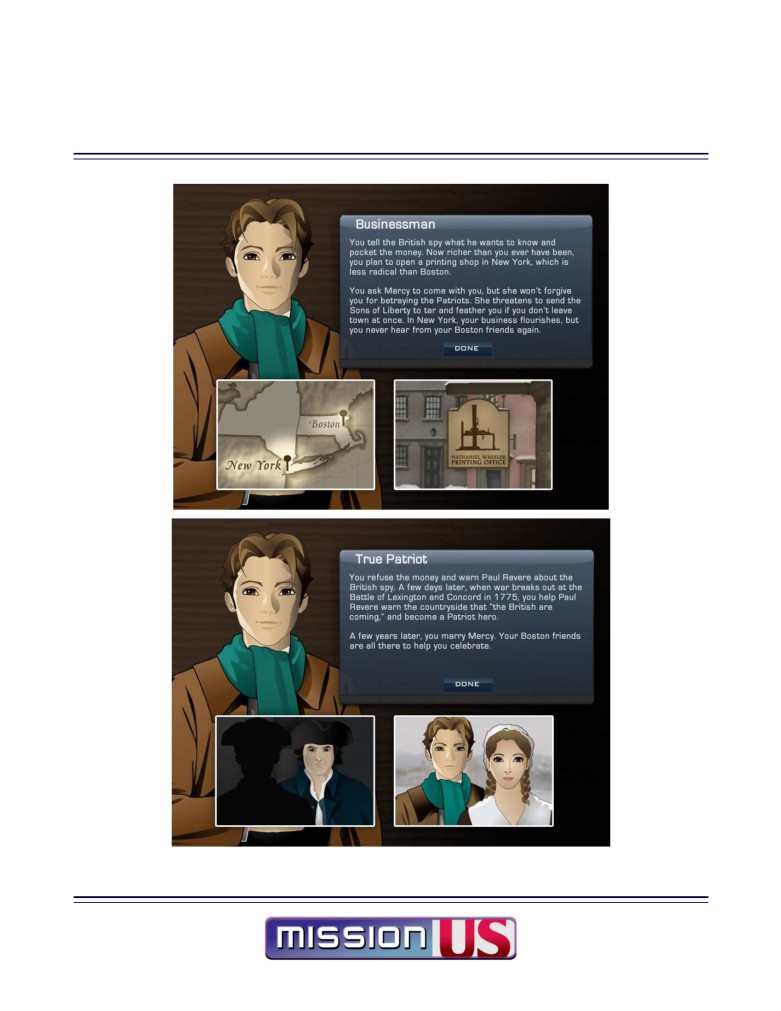 Businessman
You tell the British spy what he wants to know and
pocket the money. Now richer than you ever have been,
you plan to open a printing shop in New York, which is
less radical than Boston.
You ask Mercy to come with you, but she won't forgive
you for betraying the Patriots. She threatens to send the
Sons of Liberty to tar and feather you if you don't leave
town at once. In New York, your business flourishes, but
you never hear from your Boston friends again.
DONE
Boston
New York
NATHANIEL WHEELER
PRINTING OFFICE
True Patriot
You refuse the money and warn Paul Revere about the
British spy. A few days later, when war breaks out at the
Battle of Lexington and Concord in 1775, you help Paul
Revere warn the countryside that "the British are
coming," and become a Patriot hero.
A few years later, you marry Mercy. Your Boston friends
are all there to help you celebrate.
DONE
mission US